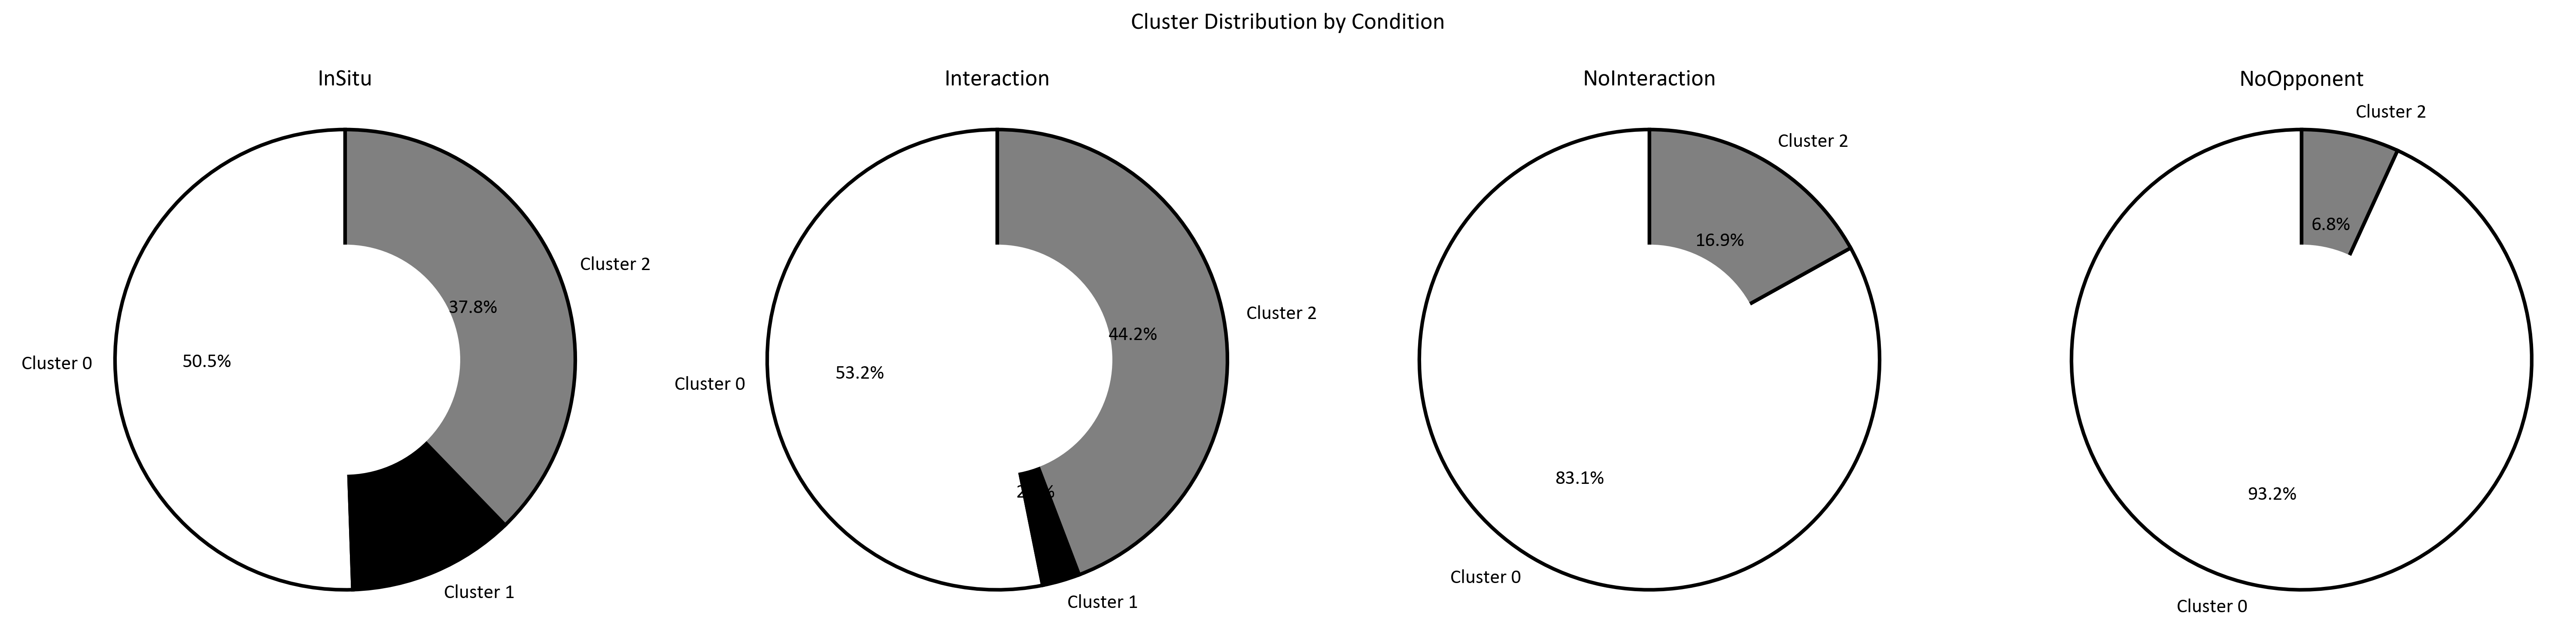 Cluster Distribution by Condition
InSitu
Cluster 2
37.8%
Cluster 0
50.5%
Cluster 1
Interaction
Cluster 2
44.2%
Cluster 0
53.2%
Cluster 1
NoInteraction
Cluster 2
16.9%
83.1%
Cluster 0
NoOpponent
Cluster 2
6.8%
93.2%
Cluster 0